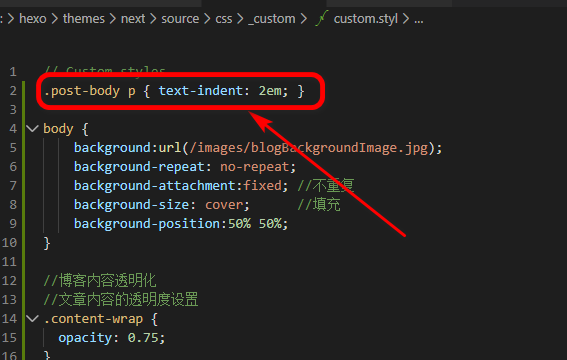 : > hexo > themes > next > source > css > _custom > custom.styl > ...
1 // Custom styles
2 .post-body p { text-indent: 2em; }
3
4 body {
5 background:url(/images/blogBackgroundImage.jpg);
6 background-repeat: no-repeat;
7 background-attachment:fixed; //不重复
8 background-size: cover; //填充
9 background-position:50% 50%;
10 }
11
12 //博客内容透明化
13 //文章内容的透明度设置
14 .content-wrap {
15 opacity: 0.75;
16 }